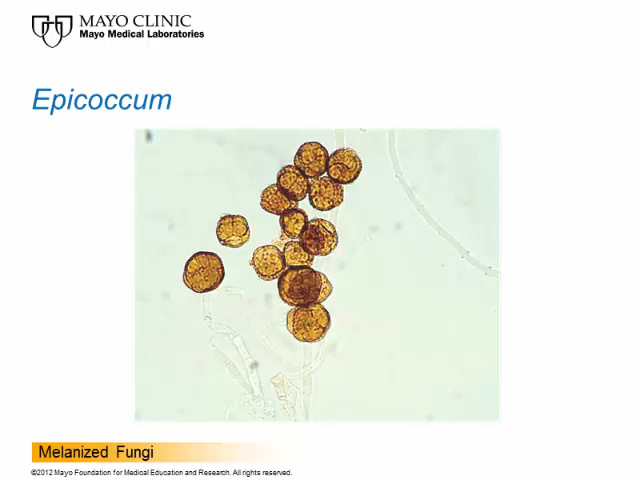 MAYO CLINIC
Mayo Medical Laboratories
Epicoccum
Melanized Fungi
©2012 Mayo Foundation for Medical Education and Research. All rights reserved.